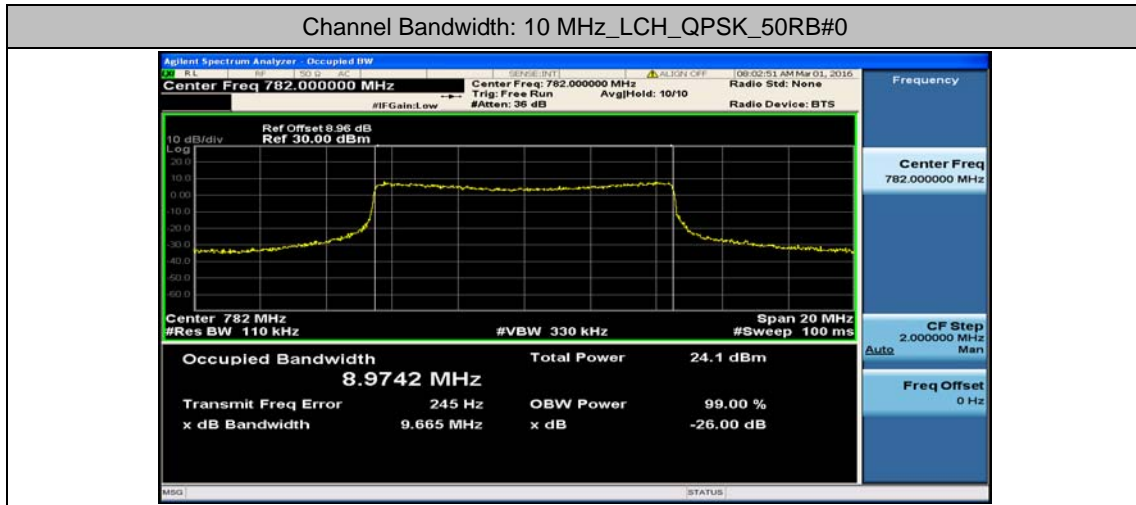 Channel Bandwidth: 10 MHz_LCH_QPSK_50RB#0
Agilent Spectrum Analyzer - Occupied BW
RL RF 50 Ω AC SENSE:INT ALIGN OFF 08:02:51 AM Mar 01, 2016
Center Freq 782.000000 MHz
Center Freq: 782.000000 MHz
Radio Std: None
Trig: Free Run Avg|Hold: 10/10
#IFGain:Low #Atten: 36 dB Radio Device: BTS
Ref Offset 8.96 dB
10 dB/div Ref 30.00 dBm
Log
20.0
10.0
0.00
-10.0
-20.0
-30.0
-40.0
-50.0
-60.0
Center 782 MHz Span 20 MHz
#Res BW 110 kHz #VBW 330 kHz #Sweep 100 ms
Occupied Bandwidth Total Power 24.1 dBm
8.9742 MHz
Transmit Freq Error 245 Hz OBW Power 99.00 %
x dB Bandwidth 9.665 MHz x dB -26.00 dB
MSG STATUS
Frequency
Center Freq
782.000000 MHz
CF Step
2.000000 MHz
Auto Man
Freq Offset
0 Hz